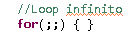 //Loop infinito
for(;;) { }